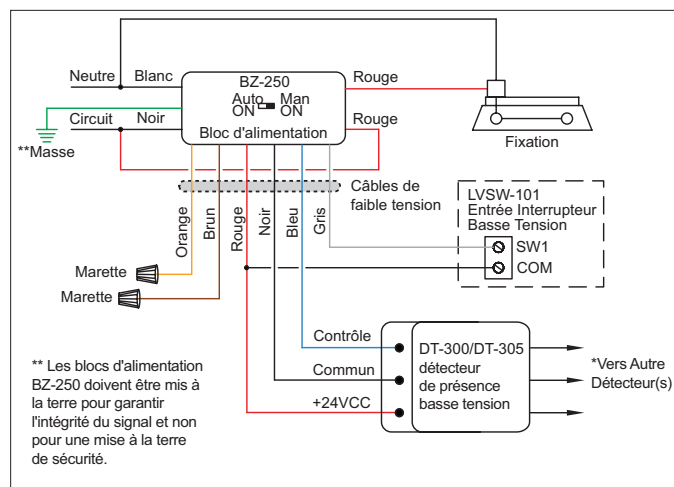 Neutre
Blanc
BZ-250
Rouge
Auto Man
ON ON
Circuit
Noir
Bloc d'alimentation
Rouge
**Masse
Fixation
Câbles de
faible tension
Orange
Brun
Rouge
Noir
Bleu
Gris
LVSW-101
Entrée Interrupteur
Basse Tension
SW1
COM
Marette
Marette
Contrôle
Commun
+24VCC
DT-300/DT-305
détecteur
de présence
basse tension
*Vers Autre
Détecteur(s)
** Les blocs d'alimentation
BZ-250 doivent être mis à
la terre pour garantir
l'intégrité du signal et non
pour une mise à la terre
de sécurité.